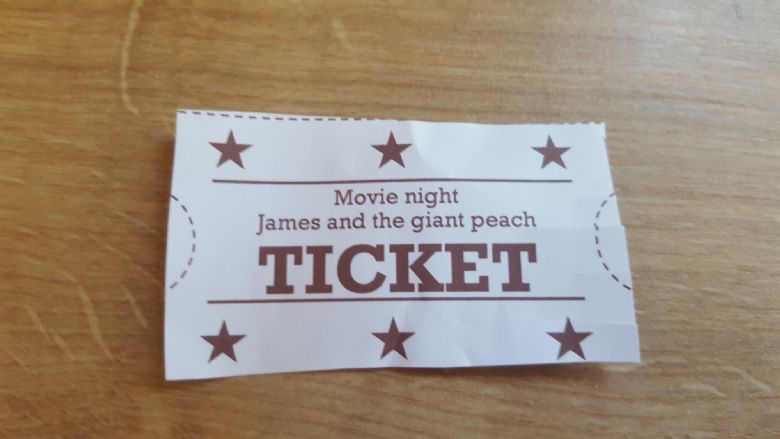 Movie night
James and the giant peach
TICKET